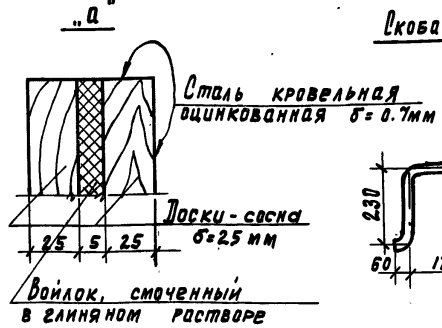 „а“
Скоба
Сталь кровельная
оцинкованная б= 0.7мм
230
Доски-сосна
б=25 мм
25 5 25
60
Войлок, смоченный
в глиняном растворе